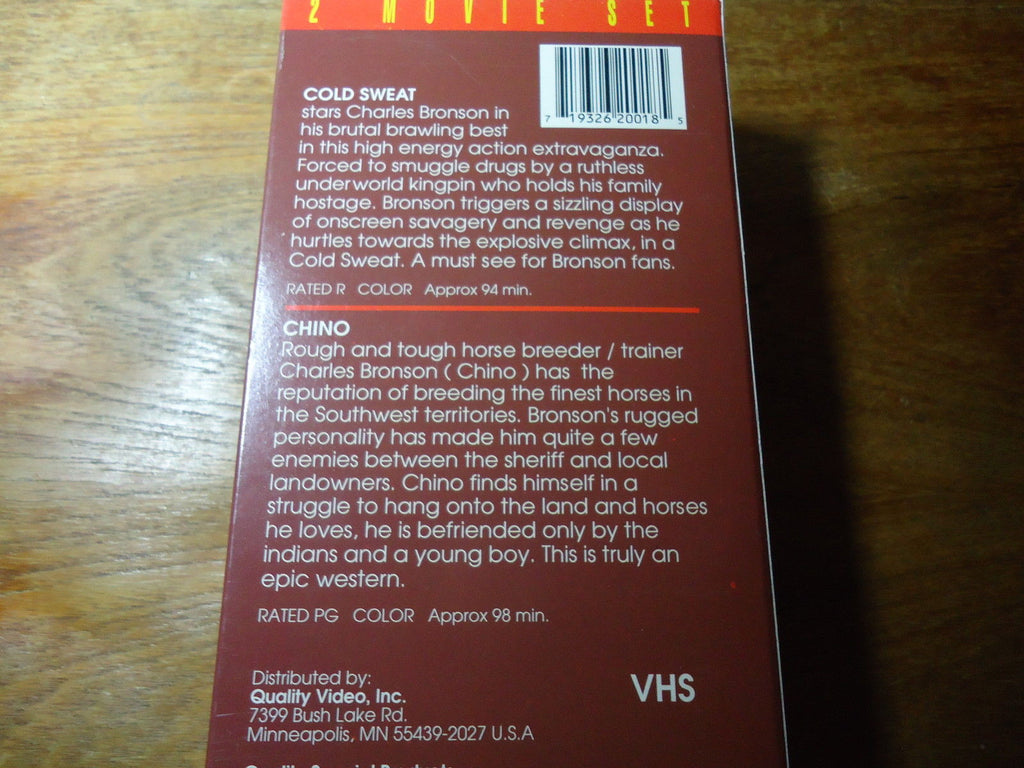 2 MOVIE SET
7 19326 20018 5
COLD SWEAT
stars Charles Bronson in
his brutal brawling best
in this high energy action extravaganza.
Forced to smuggle drugs by a ruthless
underworld kingpin who holds his family
hostage. Bronson triggers a sizzling display
of onscreen savagery and revenge as he
hurtles towards the explosive climax, in a
Cold Sweat. A must see for Bronson fans.
RATED R COLOR Approx 94 min.
CHINO
Rough and tough horse breeder / trainer
Charles Bronson ( Chino ) has the
reputation of breeding the finest horses in
the Southwest territories. Bronson's rugged
personality has made him quite a few
enemies between the sheriff and local
landowners. Chino finds himself in a
struggle to hang onto the land and horses
he loves, he is befriended only by the
indians and a young boy. This is truly an
epic western.
RATED PG COLOR Approx 98 min.
Distributed by:
Quality Video, Inc.
7399 Bush Lake Rd.
Minneapolis, MN 55439-2027 U.S.A
VHS